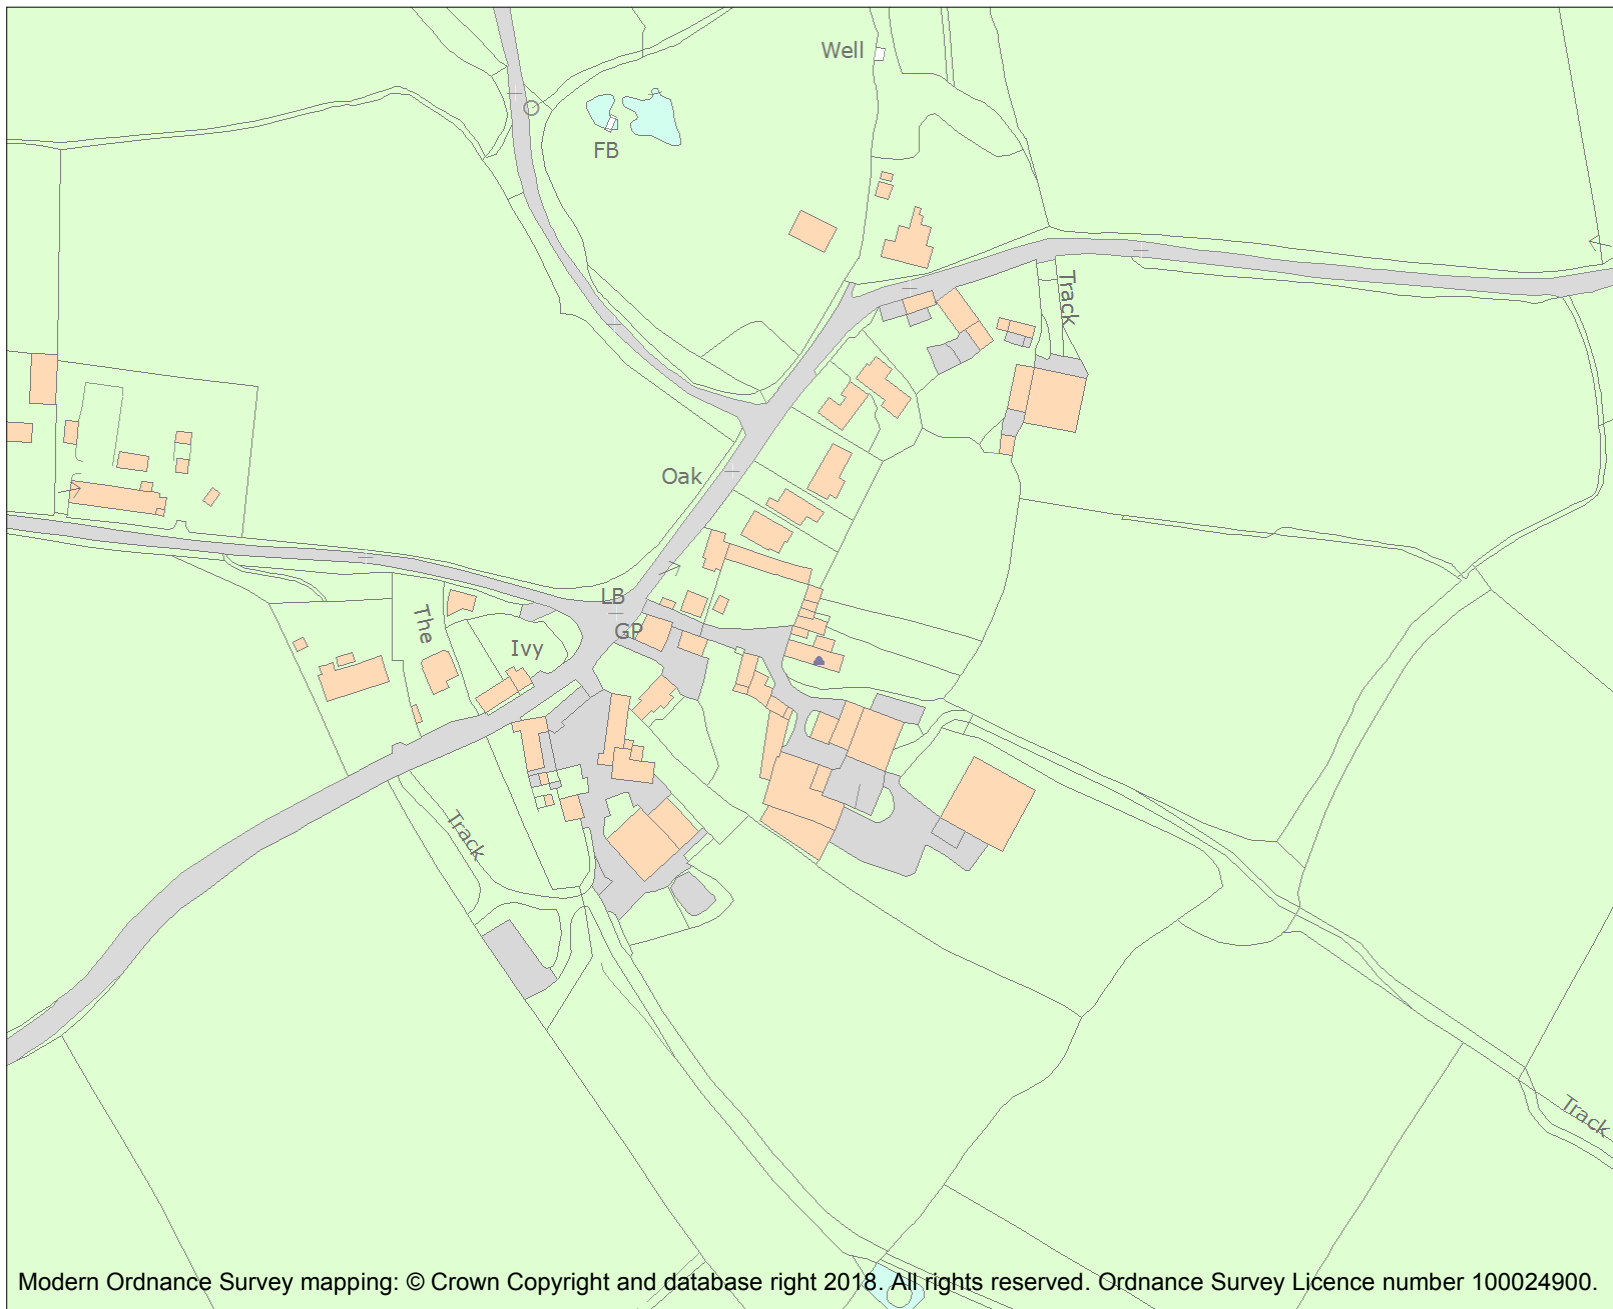 Well
FB
Track
Oak
LB
GP
The
Ivy
Track
Track
Modern Ordnance Survey mapping: © Crown Copyright and database right 2018. All rights reserved. Ordnance Survey Licence number 100024900.